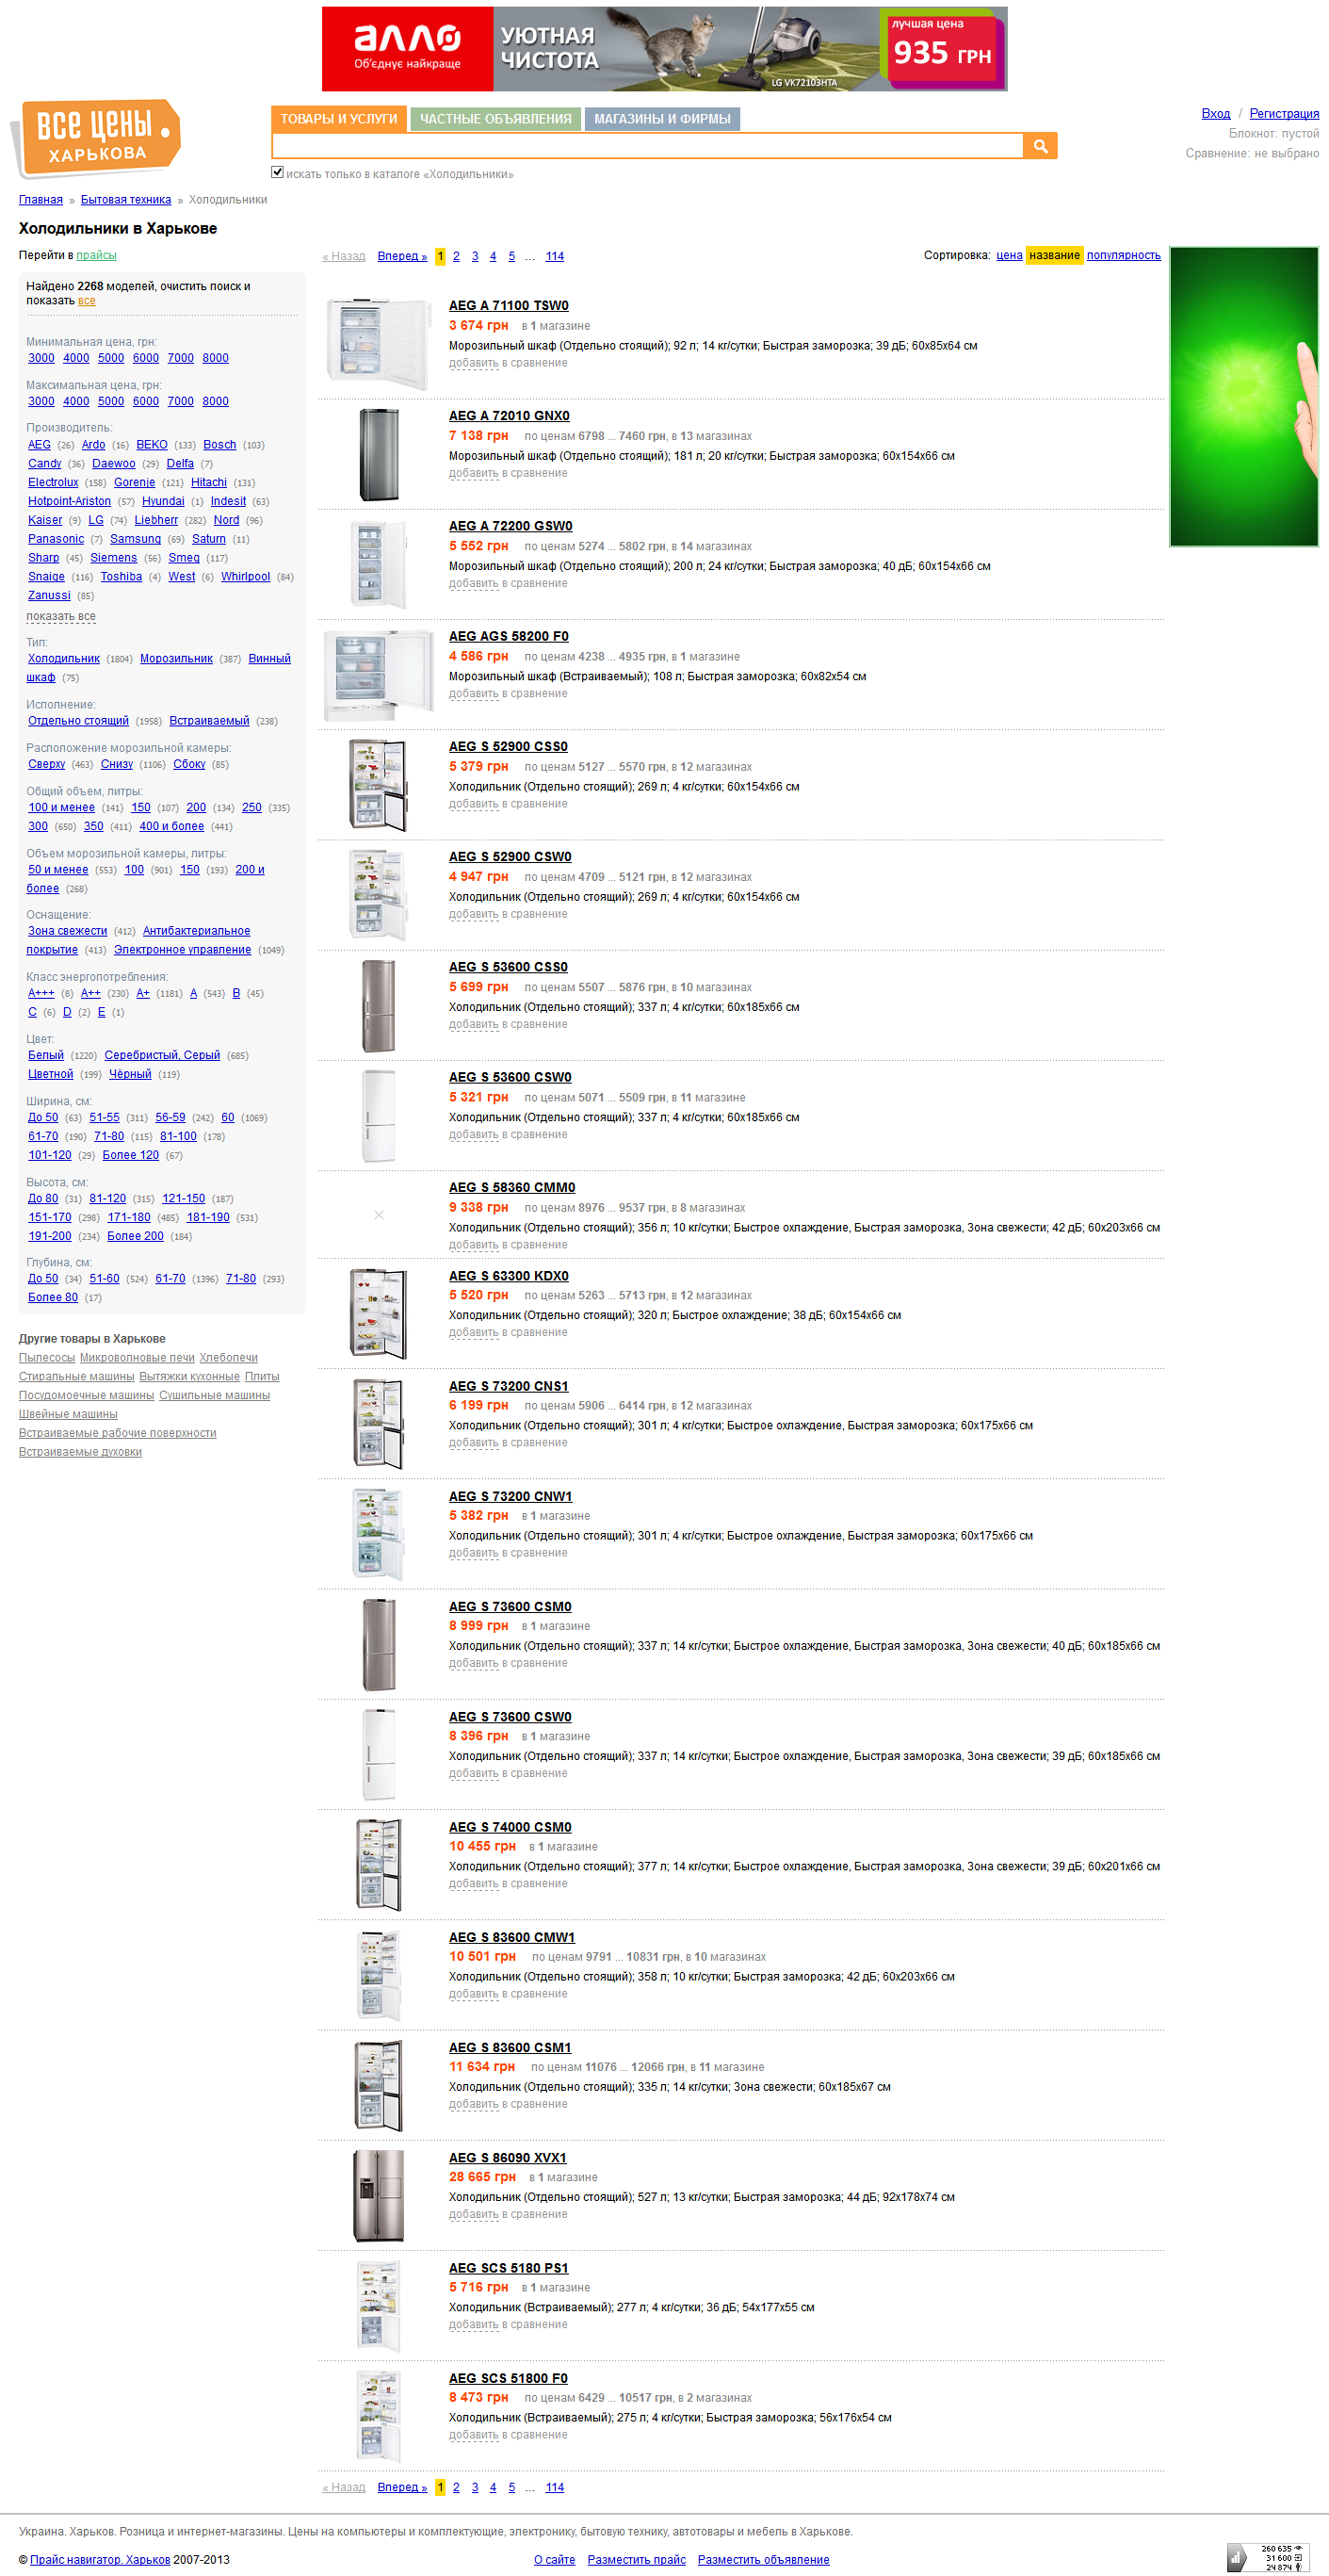 алло
Об'єднує найкраще
УЮТНАЯ
ЧИСТОТА
лучшая цена
935 ГРН
LG VK72103HTA
ВСЕ ЦЕНЫ
ХАРЬКОВА
ТОВАРЫ И УСЛУГИ ЧАСТНЫЕ ОБЪЯВЛЕНИЯ МАГАЗИНЫ И ФИРМЫ
искать только в каталоге «Холодильники»
Вход / Регистрация
Блокнот: пустой
Сравнение: не выбрано
Главная » Бытовая техника » Холодильники
Холодильники в Харькове
Перейти в прайсы
Найдено 2268 моделей, очистить поиск и
показать все
Минимальная цена, грн:
3000 4000 5000 6000 7000 8000
Максимальная цена, грн:
3000 4000 5000 6000 7000 8000
Производитель:
AEG (26) Ardo (16) BEKO (133) Bosch (103)
Candy (36) Daewoo (29) Delfa (7)
Electrolux (158) Gorenje (121) Hitachi (131)
Hotpoint-Ariston (57) Hyundai (1) Indesit (63)
Kaiser (9) LG (74) Liebherr (282) Nord (96)
Panasonic (7) Samsung (69) Saturn (11)
Sharp (45) Siemens (56) Smeg (117)
Snaige (116) Toshiba (4) West (6) Whirlpool (84)
Zanussi (85)
показать все
Тип:
Холодильник (1804) Морозильник (387) Винный
шкаф (75)
Исполнение:
Отдельно стоящий (1958) Встраиваемый (238)
Расположение морозильной камеры:
Сверху (463) Снизу (1106) Сбоку (85)
Общий объем, литры:
100 и менее (141) 150 (107) 200 (134) 250 (335)
300 (650) 350 (411) 400 и более (441)
Объем морозильной камеры, литры:
50 и менее (553) 100 (901) 150 (193) 200 и
более (268)
Оснащение:
Зона свежести (412) Антибактериальное
покрытие (413) Электронное управление (1049)
Класс энергопотребления:
A+++ (8) A++ (230) A+ (1181) A (543) B (45)
C (6) D (2) E (1)
Цвет:
Белый (1220) Серебристый, Серый (685)
Цветной (199) Чёрный (119)
Ширина, см:
До 50 (63) 51-55 (311) 56-59 (242) 60 (1069)
61-70 (190) 71-80 (115) 81-100 (178)
101-120 (29) Более 120 (67)
Высота, см:
До 80 (31) 81-120 (315) 121-150 (187)
151-170 (298) 171-180 (485) 181-190 (531)
191-200 (234) Более 200 (184)
Глубина, см:
До 50 (34) 51-60 (524) 61-70 (1396) 71-80 (293)
Более 80 (17)
Другие товары в Харькове
Пылесосы Микроволновые печи Хлебопечи
Стиральные машины Вытяжки кухонные Плиты
Посудомоечные машины Сушильные машины
Швейные машины
Встраиваемые рабочие поверхности
Встраиваемые духовки
« Назад Вперед » 1 2 3 4 5 ... 114
Сортировка: цена название популярность
AEG A 71100 TSW0
3 674 грн в 1 магазине
Морозильный шкаф (Отдельно стоящий); 92 л; 14 кг/сутки; Быстрая заморозка; 39 дБ; 60x85x64 см
добавить в сравнение
AEG A 72010 GNX0
7 138 грн по ценам 6798 ... 7460 грн, в 13 магазинах
Морозильный шкаф (Отдельно стоящий); 181 л; 20 кг/сутки; Быстрая заморозка; 60x154x66 см
добавить в сравнение
AEG A 72200 GSW0
5 552 грн по ценам 5274 ... 5802 грн, в 14 магазинах
Морозильный шкаф (Отдельно стоящий); 200 л; 24 кг/сутки; Быстрая заморозка; 40 дБ; 60x154x66 см
добавить в сравнение
AEG AGS 58200 F0
4 586 грн по ценам 4238 ... 4935 грн, в 1 магазине
Морозильный шкаф (Встраиваемый); 108 л; Быстрая заморозка; 60x82x54 см
добавить в сравнение
AEG S 52900 CSS0
5 379 грн по ценам 5127 ... 5570 грн, в 12 магазинах
Холодильник (Отдельно стоящий); 269 л; 4 кг/сутки; 60x154x66 см
добавить в сравнение
AEG S 52900 CSW0
4 947 грн по ценам 4709 ... 5121 грн, в 12 магазинах
Холодильник (Отдельно стоящий); 269 л; 4 кг/сутки; 60x154x66 см
добавить в сравнение
AEG S 53600 CSS0
5 699 грн по ценам 5507 ... 5876 грн, в 10 магазинах
Холодильник (Отдельно стоящий); 337 л; 4 кг/сутки; 60x185x66 см
добавить в сравнение
AEG S 53600 CSW0
5 321 грн по ценам 5071 ... 5509 грн, в 11 магазине
Холодильник (Отдельно стоящий); 337 л; 4 кг/сутки; 60x185x66 см
добавить в сравнение
AEG S 58360 CMM0
9 338 грн по ценам 8976 ... 9537 грн, в 8 магазинах
Холодильник (Отдельно стоящий); 356 л; 10 кг/сутки; Быстрое охлаждение, Быстрая заморозка, Зона свежести; 42 дБ; 60x203x66 см
добавить в сравнение
AEG S 63300 KDX0
5 520 грн по ценам 5263 ... 5713 грн, в 12 магазинах
Холодильник (Отдельно стоящий); 320 л; Быстрое охлаждение; 38 дБ; 60x154x66 см
добавить в сравнение
AEG S 73200 CNS1
6 199 грн по ценам 5906 ... 6414 грн, в 12 магазинах
Холодильник (Отдельно стоящий); 301 л; 4 кг/сутки; Быстрое охлаждение, Быстрая заморозка; 60x175x66 см
добавить в сравнение
AEG S 73200 CNW1
5 382 грн в 1 магазине
Холодильник (Отдельно стоящий); 301 л; 4 кг/сутки; Быстрое охлаждение, Быстрая заморозка; 60x175x66 см
добавить в сравнение
AEG S 73600 CSM0
8 999 грн в 1 магазине
Холодильник (Отдельно стоящий); 337 л; 14 кг/сутки; Быстрое охлаждение, Быстрая заморозка, Зона свежести; 40 дБ; 60x185x66 см
добавить в сравнение
AEG S 73600 CSW0
8 396 грн в 1 магазине
Холодильник (Отдельно стоящий); 337 л; 14 кг/сутки; Быстрое охлаждение, Быстрая заморозка, Зона свежести; 39 дБ; 60x185x66 см
добавить в сравнение
AEG S 74000 CSM0
10 455 грн в 1 магазине
Холодильник (Отдельно стоящий); 377 л; 14 кг/сутки; Быстрое охлаждение, Быстрая заморозка, Зона свежести; 39 дБ; 60x201x66 см
добавить в сравнение
AEG S 83600 CMW1
10 501 грн по ценам 9791 ... 10831 грн, в 10 магазинах
Холодильник (Отдельно стоящий); 358 л; 10 кг/сутки; Быстрая заморозка; 42 дБ; 60x203x66 см
добавить в сравнение
AEG S 83600 CSM1
11 634 грн по ценам 11076 ... 12066 грн, в 11 магазине
Холодильник (Отдельно стоящий); 335 л; 14 кг/сутки; Зона свежести; 60x185x67 см
добавить в сравнение
AEG S 86090 XVX1
28 665 грн в 1 магазине
Холодильник (Отдельно стоящий); 527 л; 13 кг/сутки; Быстрая заморозка; 44 дБ; 92x178x74 см
добавить в сравнение
AEG SCS 5180 PS1
5 716 грн в 1 магазине
Холодильник (Встраиваемый); 277 л; 4 кг/сутки; 36 дБ; 54x177x55 см
добавить в сравнение
AEG SCS 51800 F0
8 473 грн по ценам 6429 ... 10517 грн, в 2 магазинах
Холодильник (Встраиваемый); 275 л; 4 кг/сутки; Быстрая заморозка; 56x176x54 см
добавить в сравнение
« Назад Вперед » 1 2 3 4 5 ... 114
Украина. Харьков. Розница и интернет-магазины. Цены на компьютеры и комплектующие, электронику, бытовую технику, автотовары и мебель в Харькове.
© Прайс навигатор. Харьков 2007-2013
О сайте Разместить прайс Разместить объявление
260 635
31 600
24 874